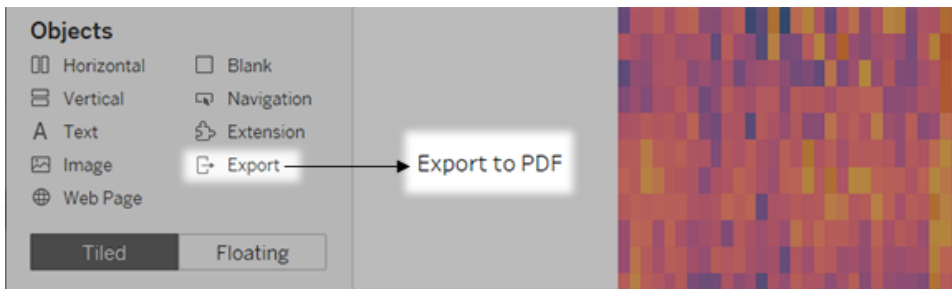 Objects
Horizontal
Blank
Vertical
Navigation
Text
Extension
Image
Export
Export to PDF
Web Page
Tiled
Floating